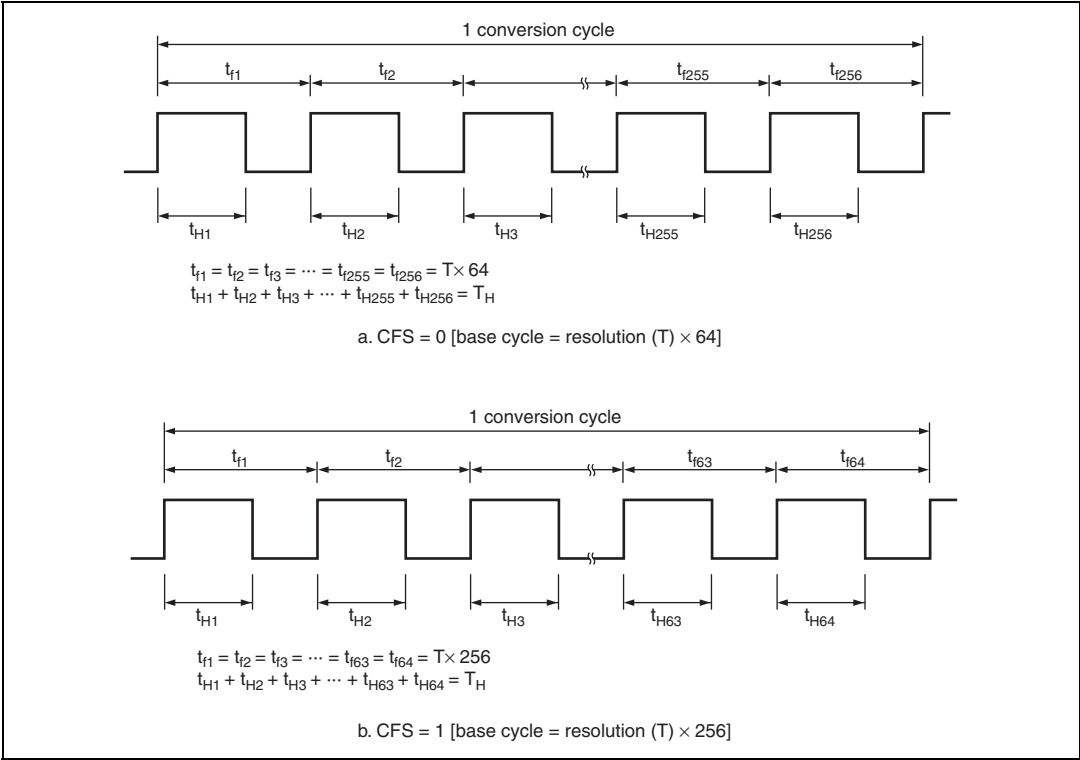 1 conversion cycle
tf1 tf2 tf255 tf256
tH1 tH2 tH3 tH255 tH256
tf1 = tf2 = tf3 = ··· = tf255 = tf256 = T× 64
tH1 + tH2 + tH3 + ··· + tH255 + tH256 = TH
a. CFS = 0 [base cycle = resolution (T) × 64]
1 conversion cycle
tf1 tf2 tf63 tf64
tH1 tH2 tH3 tH63 tH64
tf1 = tf2 = tf3 = ··· = tf63 = tf64 = T× 256
tH1 + tH2 + tH3 + ··· + tH63 + tH64 = TH
b. CFS = 1 [base cycle = resolution (T) × 256]